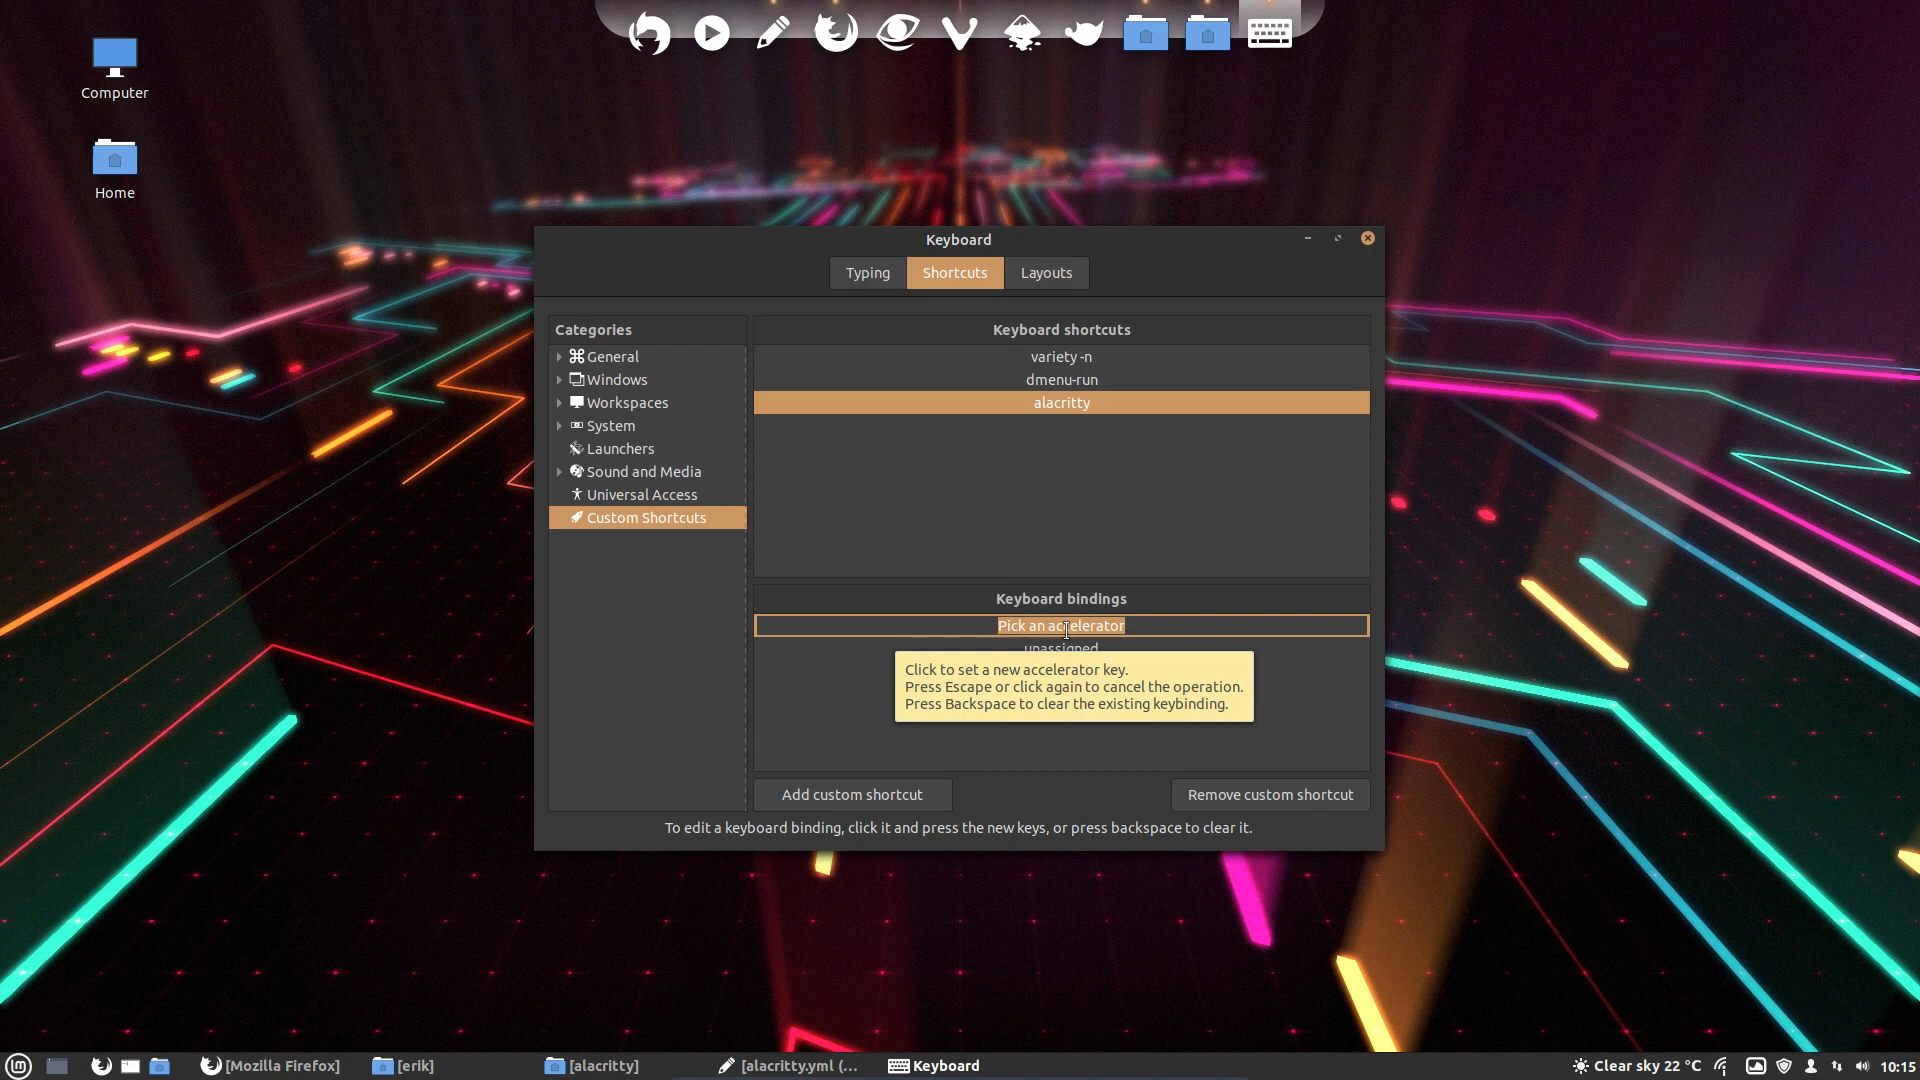 Computer
Home
Keyboard
Typing
Shortcuts
Layouts
Categories
General
Windows
Workspaces
System
Launchers
Sound and Media
Universal Access
Custom Shortcuts
Keyboard shortcuts
variety -n
dmenu-run
alacritty
Keyboard bindings
Pick an accelerator
unassigned
Click to set a new accelerator key.
Press Escape or click again to cancel the operation.
Press Backspace to clear the existing keybinding.
Add custom shortcut
Remove custom shortcut
To edit a keyboard binding, click it and press the new keys, or press backspace to clear it.
[Mozilla Firefox]
[erik]
[alacritty]
[alacritty.yml (...
Keyboard
Clear sky 22 °C
10:15